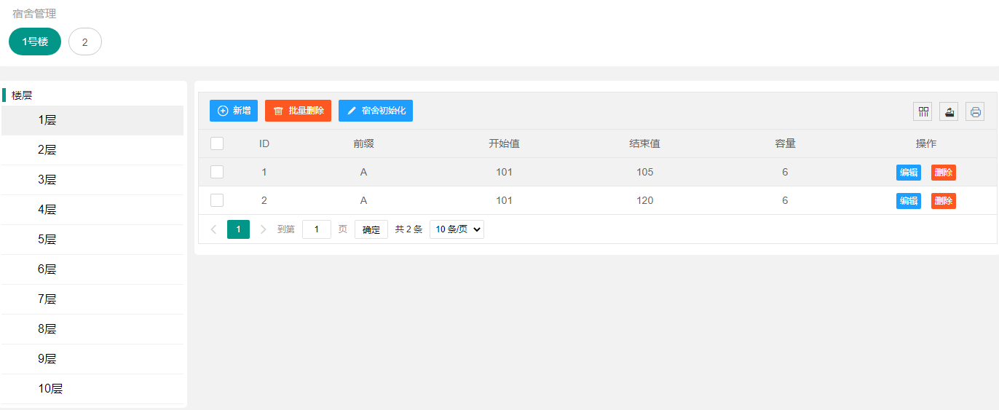 宿舍管理
1号楼 2
楼层
1层
2层
3层
4层
5层
6层
7层
8层
9层
10层
新增 批量删除 宿舍初始化
ID 前缀 开始值 结束值 容量 操作
1 A 101 105 6 编辑 删除
2 A 101 120 6 编辑 删除
1 到第 1 页 确定 共 2 条 10 条/页